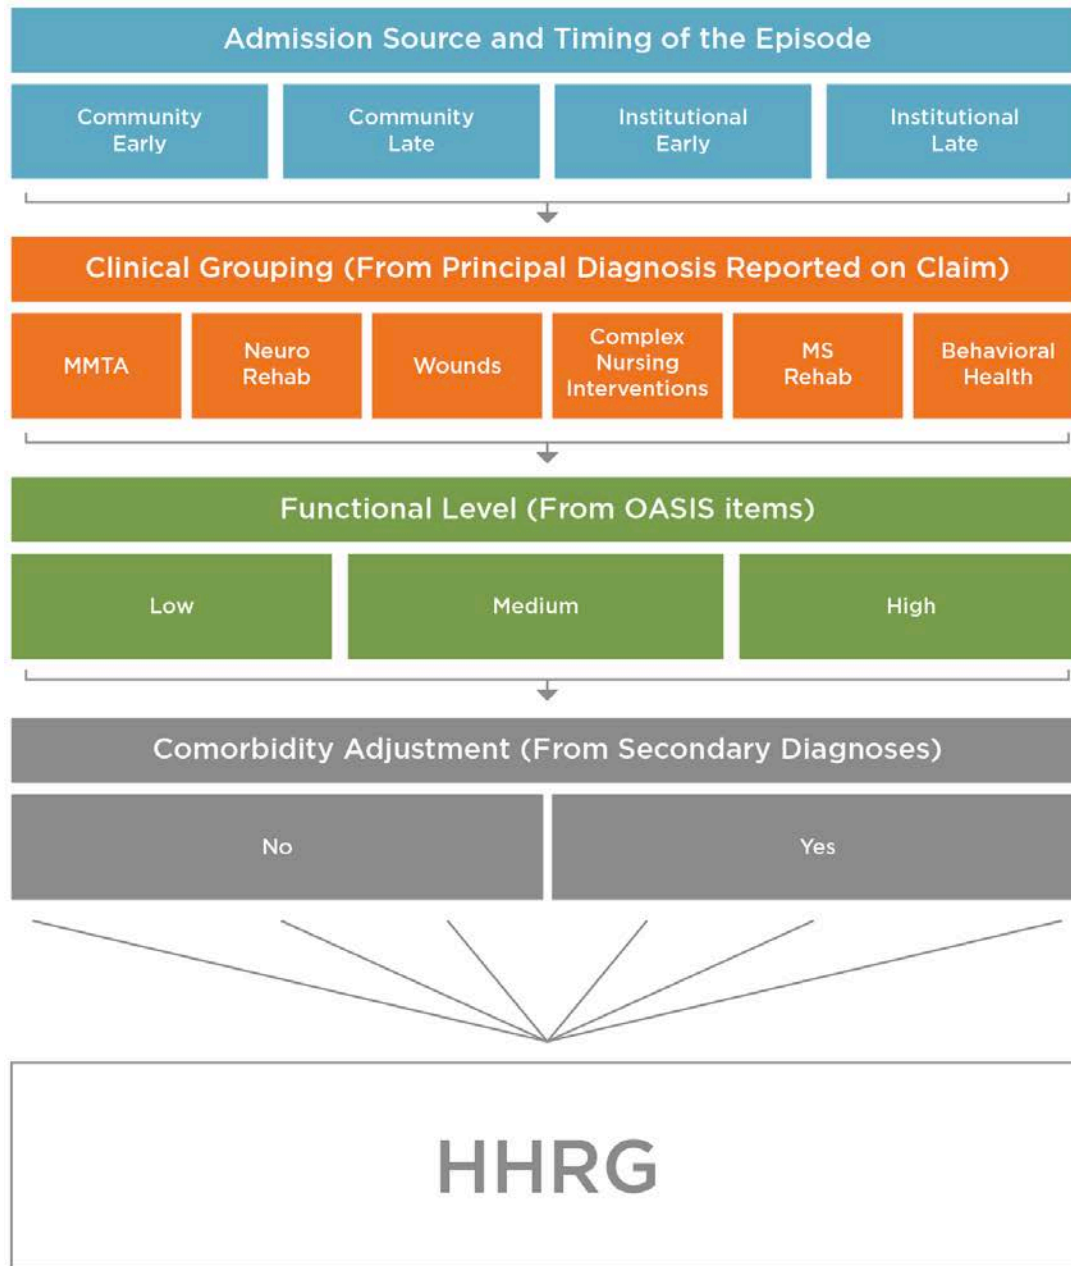 Admission Source and Timing of the Episode
Community
Early
Community
Late
Institutional
Early
Institutional
Late
Clinical Grouping (From Principal Diagnosis Reported on Claim)
MMTA
Neuro
Rehab
Wounds
Complex
Nursing
Interventions
MS
Rehab
Behavioral
Health
Functional Level (From OASIS items)
Low
Medium
High
Comorbidity Adjustment (From Secondary Diagnoses)
No
Yes
HHRG